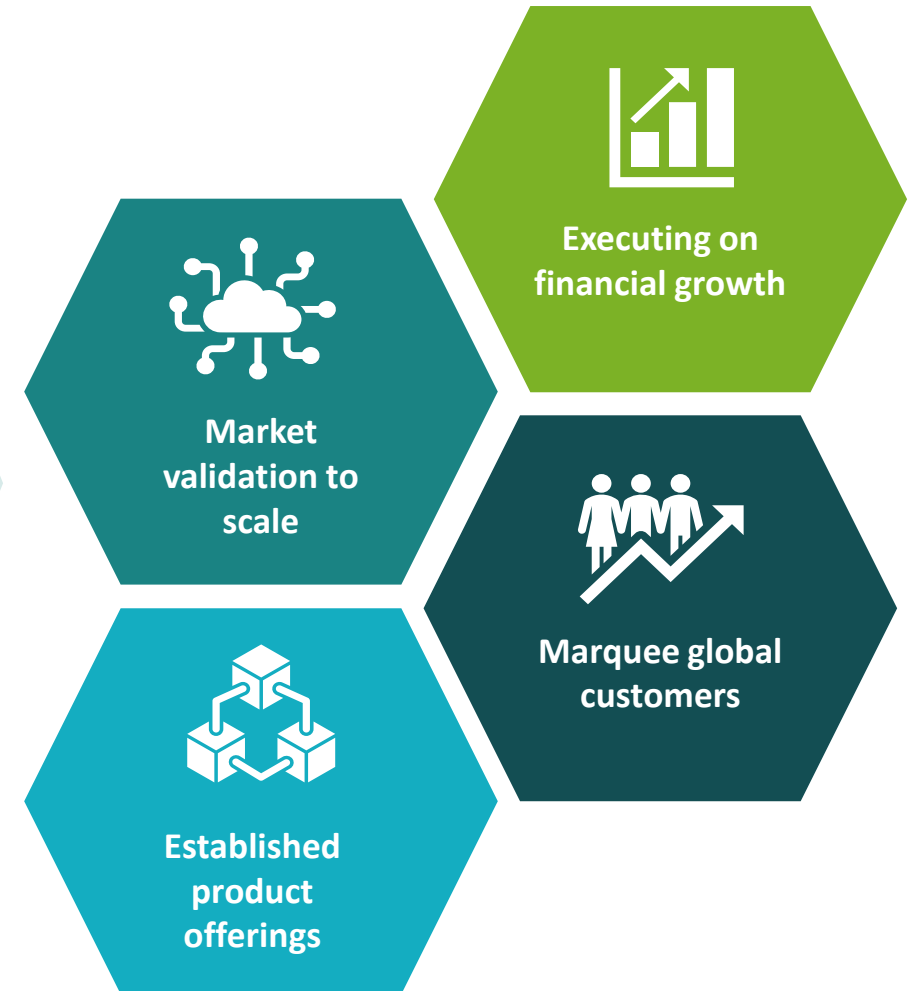 Executing on
financial growth
Market
validation to
scale
Marquee global
customers
Established
product
offerings